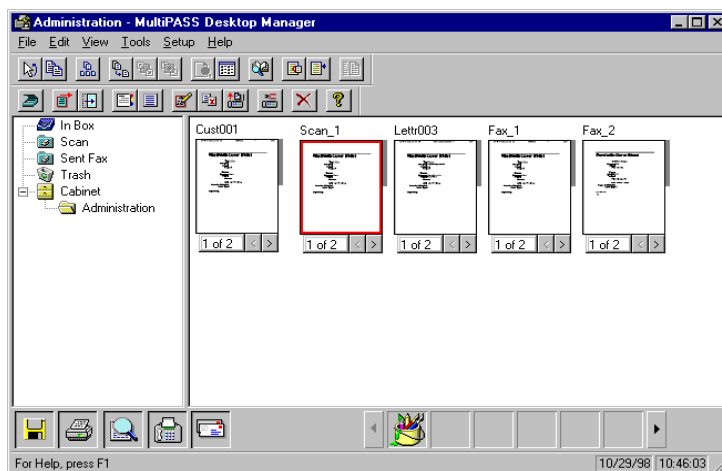 Administration - MultiPASS Desktop Manager
File Edit View Tools Setup Help
In Box
Scan
Sent Fax
Trash
Cabinet
Administration
Cust001 Scan_1 Lettr003 Fax_1 Fax_2
1 of 2 < > 1 of 2 < > 1 of 2 < > 1 of 2 < > 1 of 2 < >
For Help, press F1 10/29/98 10:46:03